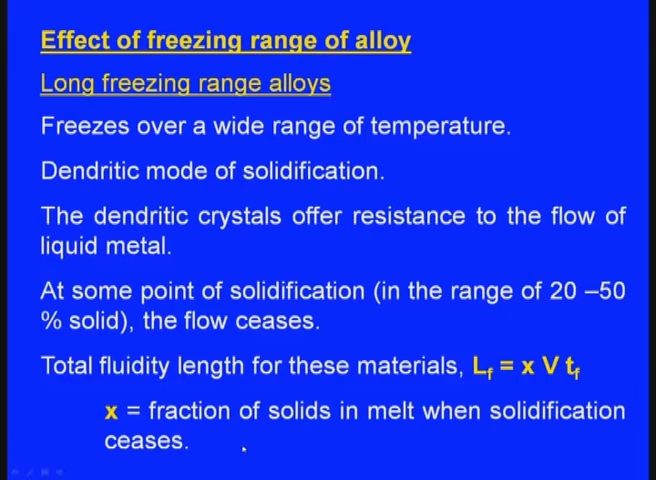 Effect of freezing range of alloy
Long freezing range alloys
Freezes over a wide range of temperature.
Dendritic mode of solidification.
The dendritic crystals offer resistance to the flow of
liquid metal.
At some point of solidification (in the range of 20 –50
% solid), the flow ceases.
Total fluidity length for these materials, Lf = x V tf
x = fraction of solids in melt when solidification
ceases.